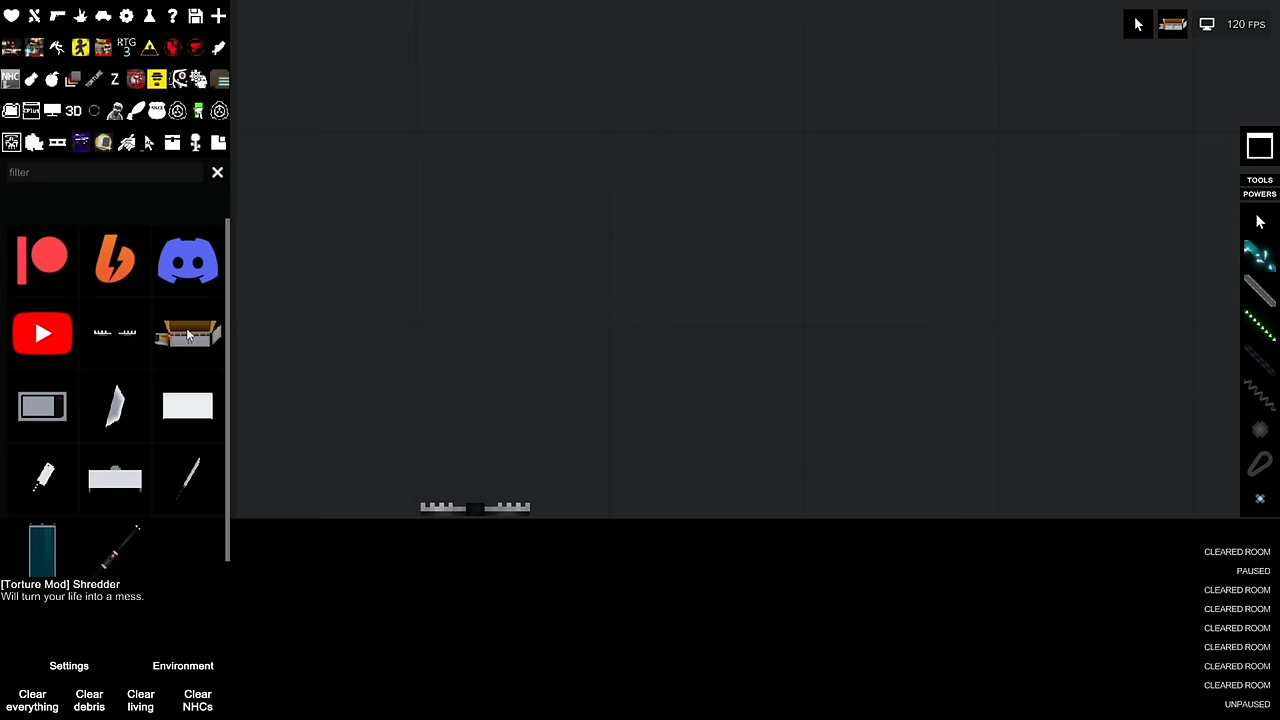 120 FPS
RTG
3
NHC
Z
CPlus
3D
filter
TOOLS
POWERS
[Torture Mod] Shredder
Will turn your life into a mess.
Settings
Environment
Clear everything
Clear debris
Clear living
Clear NHCs
CLEARED ROOM
PAUSED
CLEARED ROOM
CLEARED ROOM
CLEARED ROOM
CLEARED ROOM
CLEARED ROOM
CLEARED ROOM
UNPAUSED